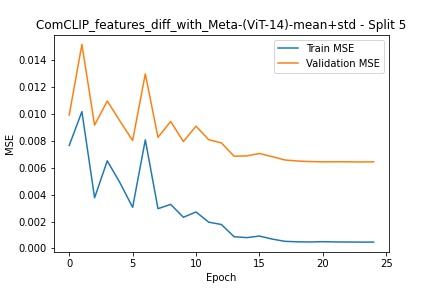 ComCLIP_features_diff_with_Meta-(ViT-14)-mean+std - Split 5
Train MSE
Validation MSE
MSE
0.014
0.012
0.010
0.008
0.006
0.004
0.002
0.000
0 5 10 15 20 25
Epoch